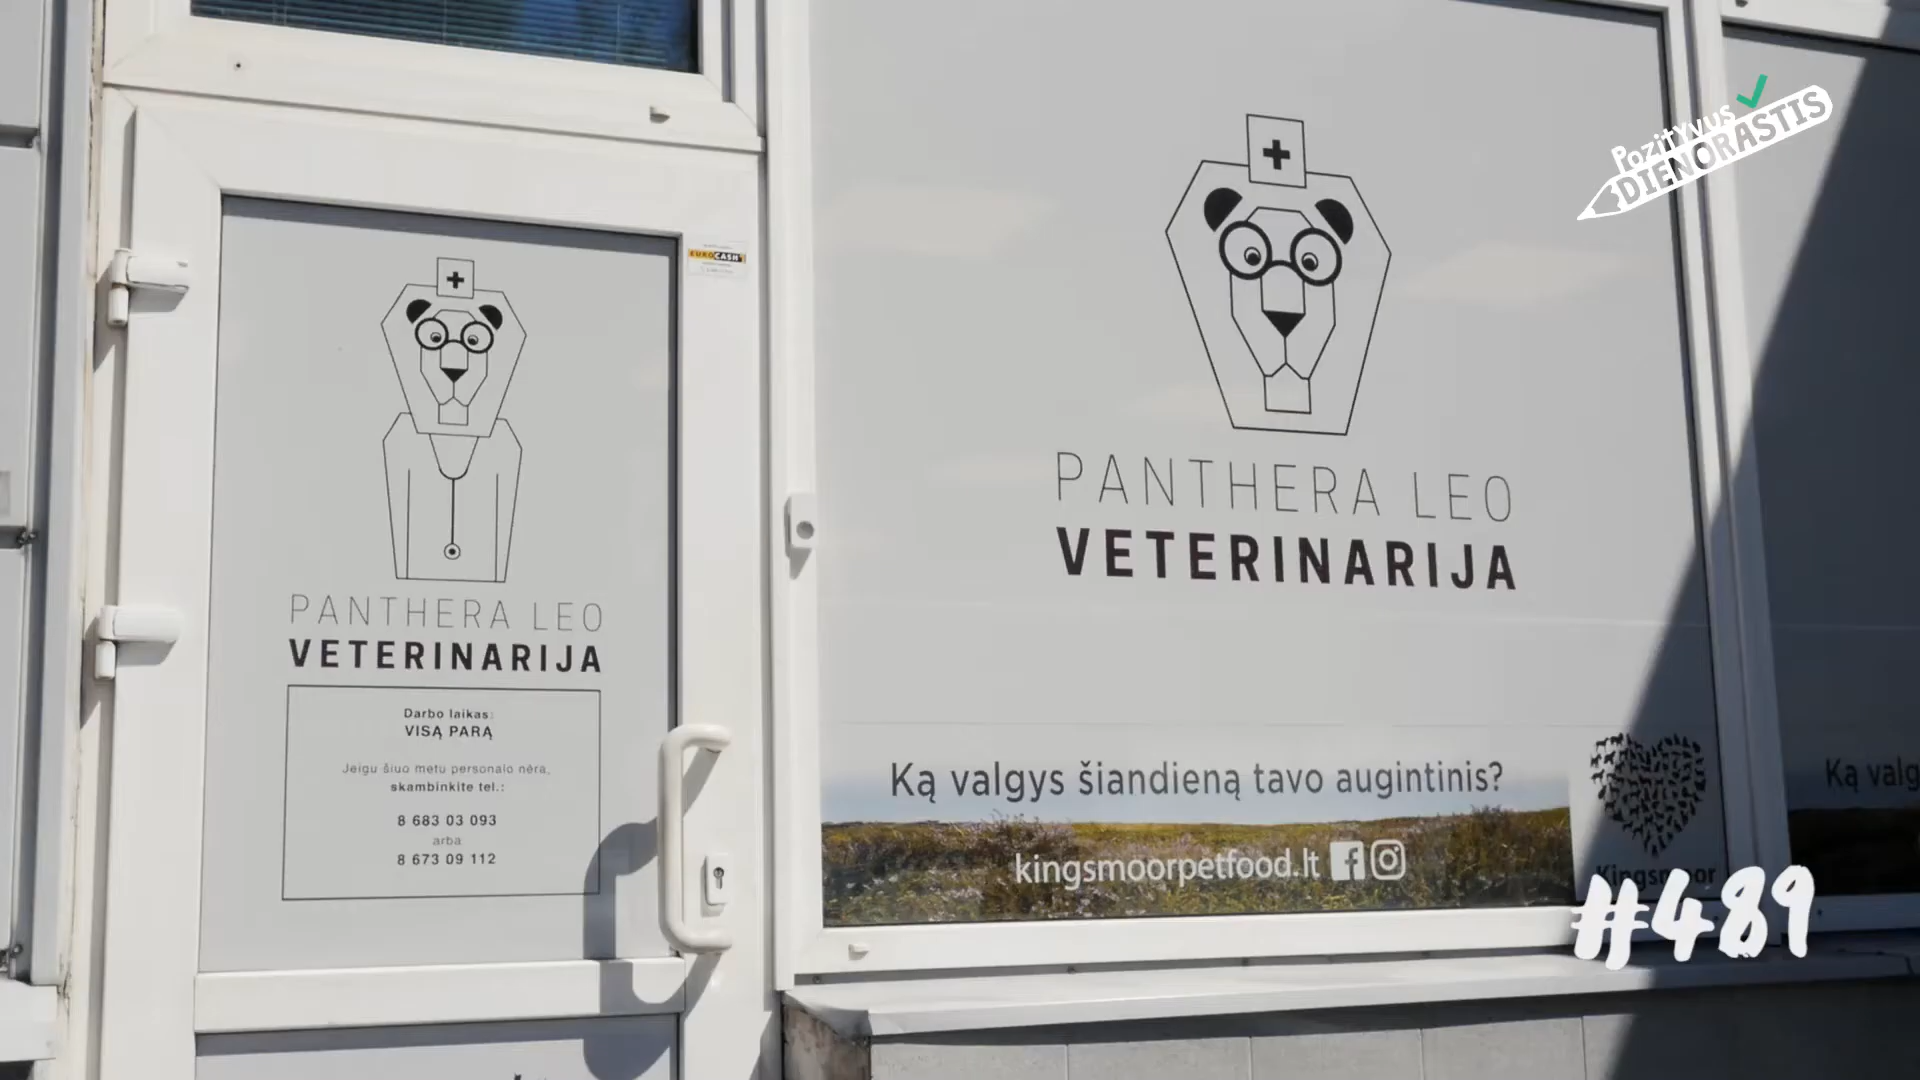 Pozityvus
DIENORAŠTIS
EUROCASH
PANTHERA LEO
VETERINARIJA
Darbo laikas:
VISĄ PARĄ
Jeigu šiuo metu personalo nėra,
skambinkite tel.:
8 683 03 093
arba
8 673 09 112
PANTHERA LEO
VETERINARIJA
Ką valgys šiandieną tavo augintinis?
kingsmoorpetfood.lt
Kingsmoor
Ką valg
#489